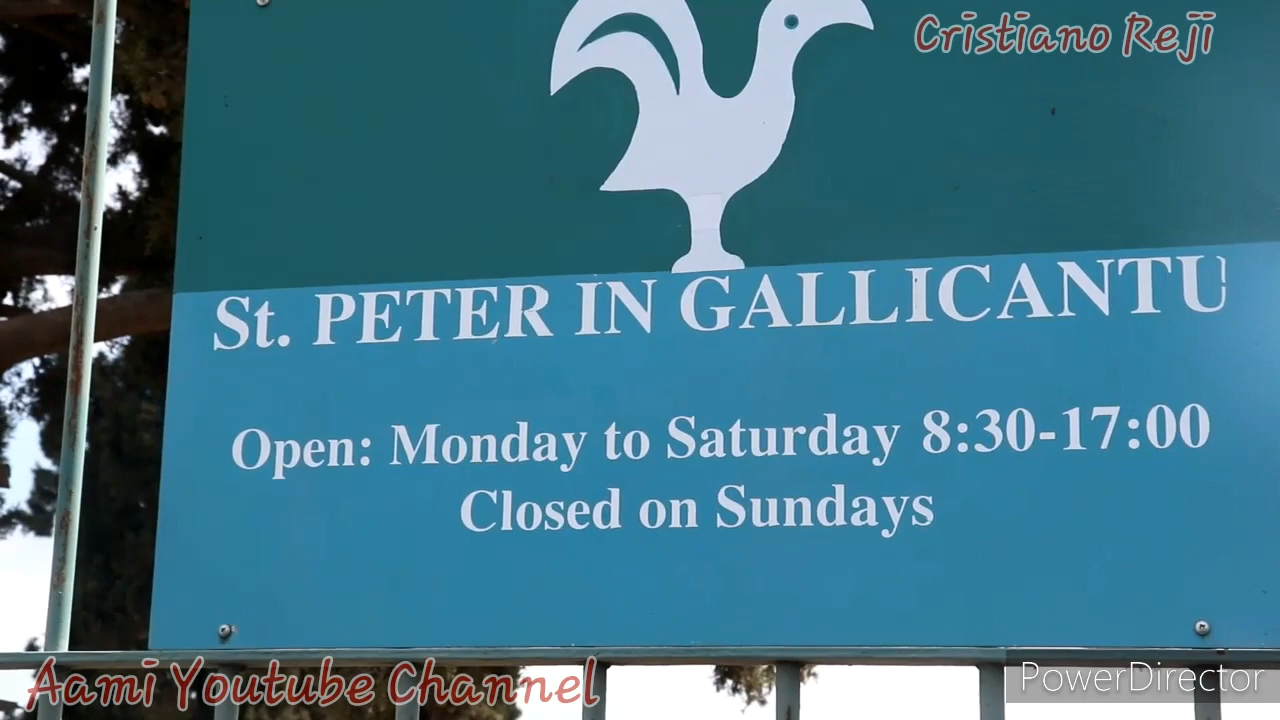 Cristiano Reji
St. PETER IN GALLICANTU
Open: Monday to Saturday 8:30-17:00
Closed on Sundays
Aami Youtube Channel
PowerDirector